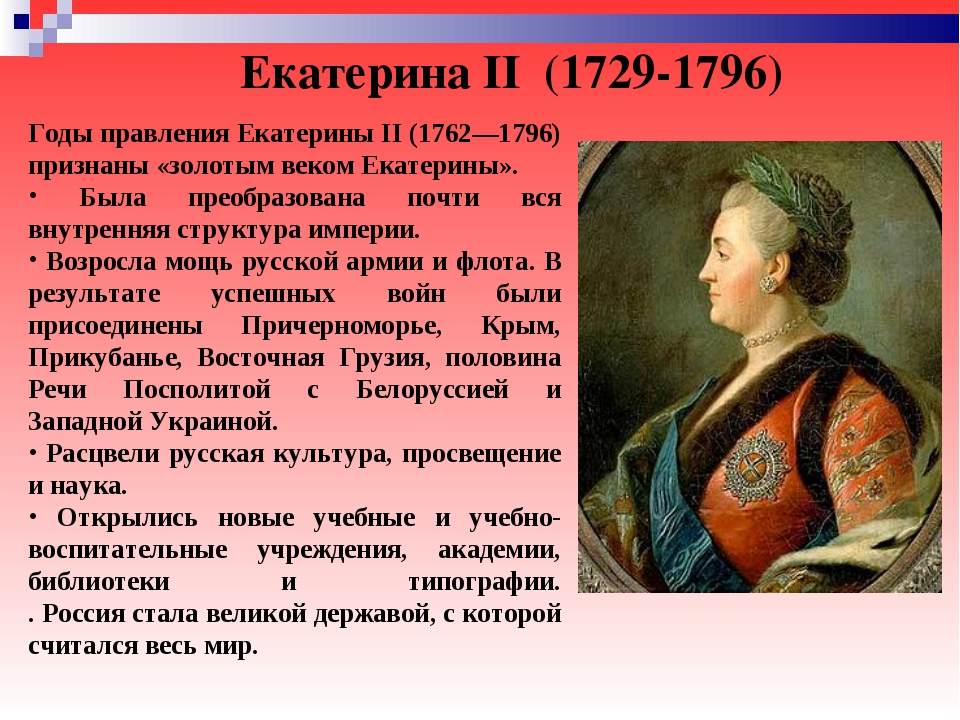 Екатерина II (1729-1796)
Годы правления Екатерины II (1762—1796)
признаны «золотым веком Екатерины».
· Была преобразована почти вся
внутренняя структура империи.
· Возросла мощь русской армии и флота. В
результате успешных войн были
присоединены Причерноморье, Крым,
Прикубанье, Восточная Грузия, половина
Речи Посполитой с Белоруссией и
Западной Украиной.
· Расцвели русская культура, просвещение
и наука.
· Открылись новые учебные и учебно-
воспитательные учреждения, академии,
библиотеки и типографии.
. Россия стала великой державой, с которой
считался весь мир.